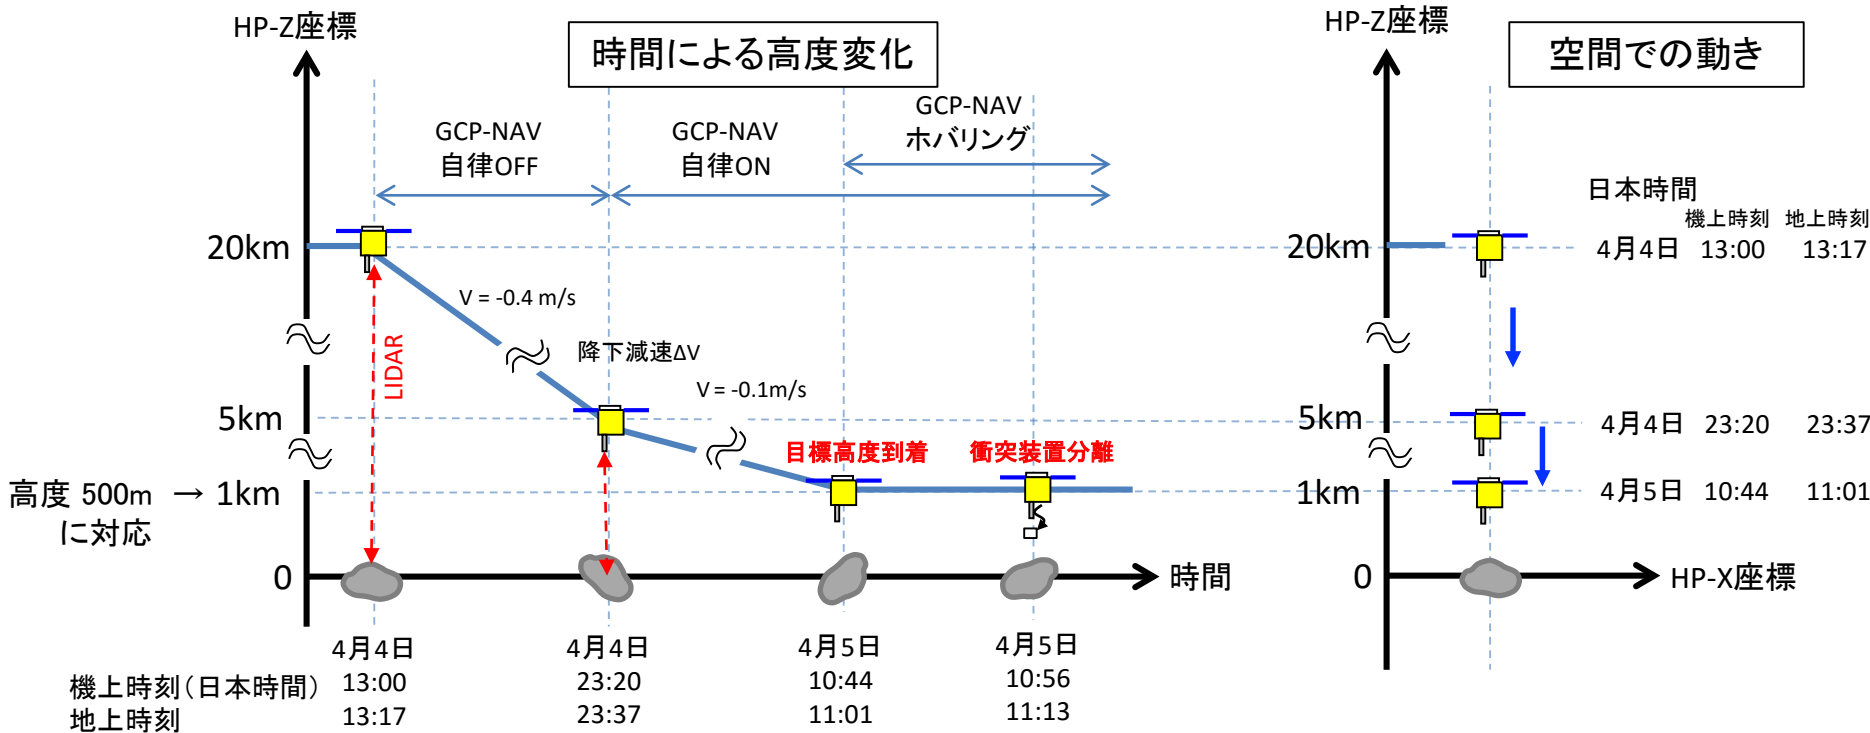 HP-Z座標
時間による高度変化
GCP-NAV
自律OFF
GCP-NAV
自律ON
GCP-NAV
ホバリング
20km
V = -0.4 m/s
LIDAR
降下減速ΔV
V = -0.1m/s
5km
目標高度到着
衝突装置分離
高度 500m → 1km
に対応
0
時間
4月4日
4月4日
4月5日
4月5日
機上時刻(日本時間) 13:00 23:20 10:44 10:56
地上時刻 13:17 23:37 11:01 11:13
HP-Z座標
空間での動き
日本時間
機上時刻 地上時刻
20km 4月4日 13:00 13:17
5km 4月4日 23:20 23:37
1km 4月5日 10:44 11:01
0
HP-X座標